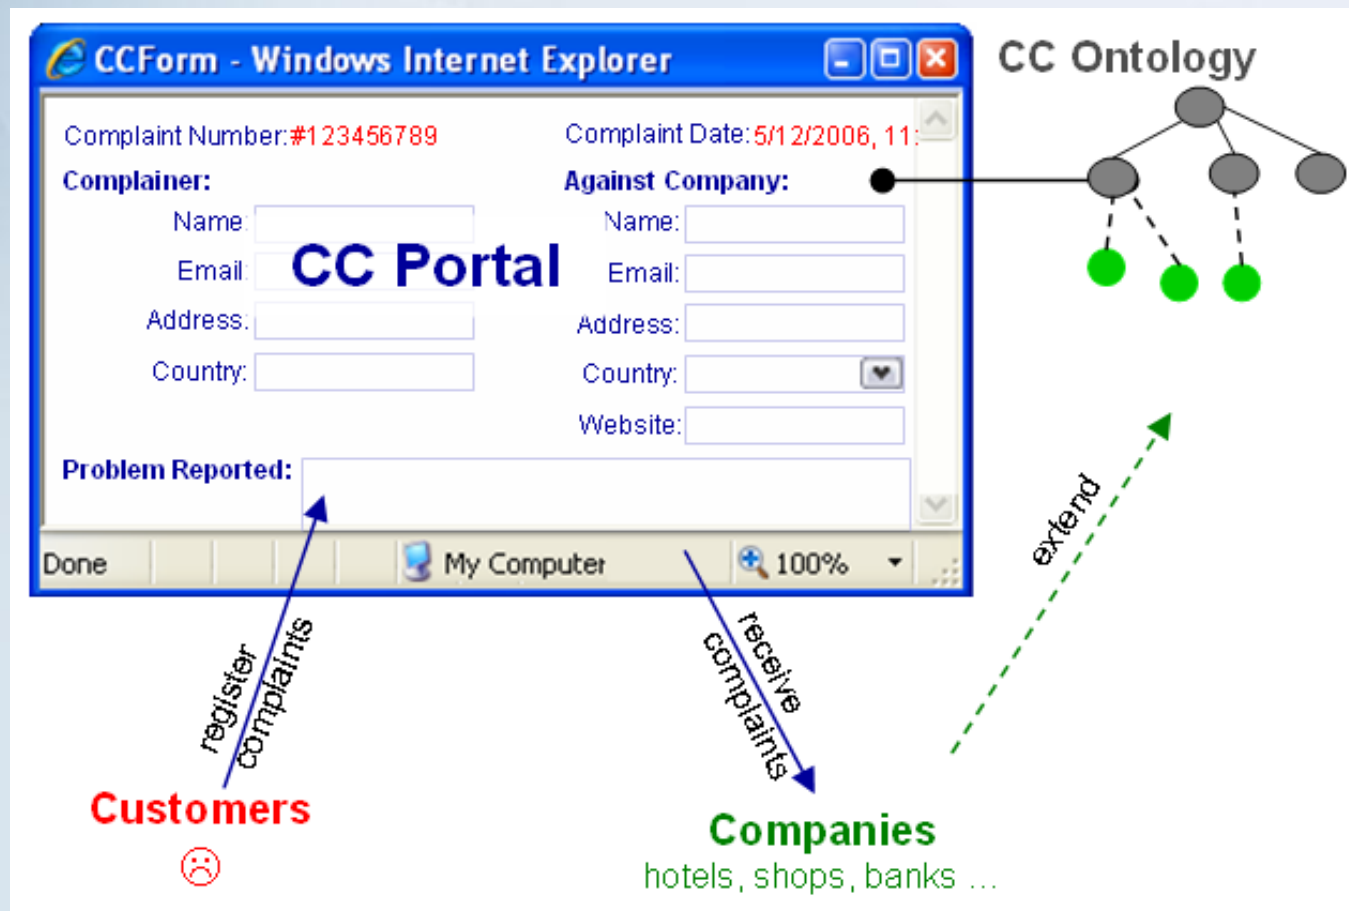 CCForm - Windows Internet Explorer
CC Ontology
Complaint Number:#123456789
Complaint Date: 5/12/2006, 11:
Complainer:
Against Company:
Name:
Name:
CC Portal
Email:
Email:
Address:
Address:
Country:
Country:
Website:
Problem Reported:
Done
My Computer
100%
register
complaints
receive
complaints
extend
Customers
Companies
hotels, shops, banks ...